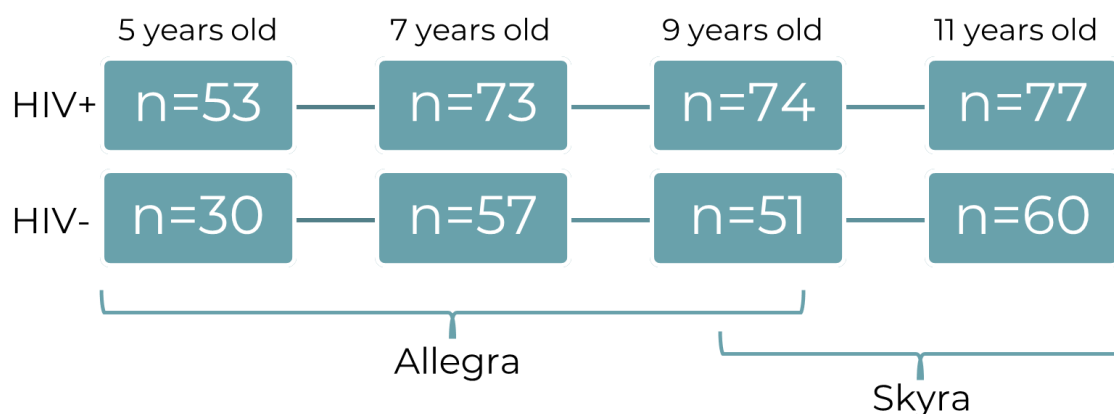 5 years old 7 years old 9 years old 11 years old
HIV+ n=53 n=73 n=74 n=77
HIV- n=30 n=57 n=51 n=60
Allegra
Skyra